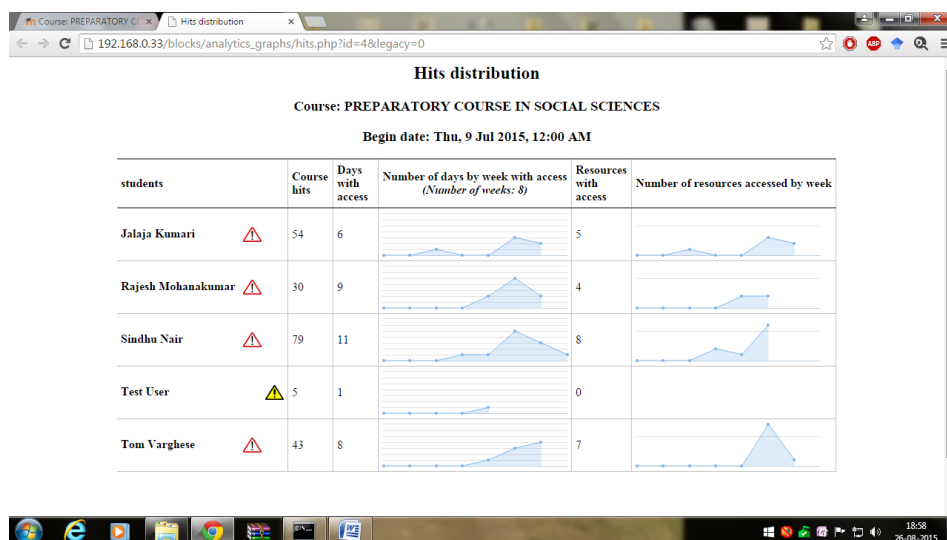 Course: PREPARATORY CO
Hits distribution
192.168.0.33/blocks/analytics_graphs/hits.php?id=4&legacy=0
ABP
Hits distribution
Course: PREPARATORY COURSE IN SOCIAL SCIENCES
Begin date: Thu, 9 Jul 2015, 12:00 AM
students Course hits Days with access Number of days by week with access (Number of weeks: 8) Resources with access Number of resources accessed by week
Jalaja Kumari 54 6 5
Rajesh Mohanakumar 30 9 4
Sindhu Nair 79 11 8
Test User 5 1 0
Tom Varghese 43 8 7
18:58
26-08-2015